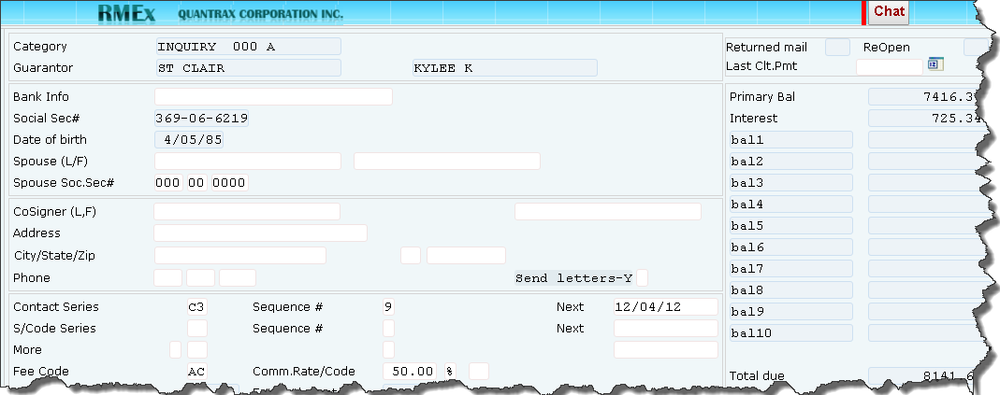 RMEx QUANTRAX CORPORATION INC. Chat
Category INQUIRY 000 A
Guarantor ST CLAIR KYLEE K
Returned mail ReOpen
Last Clt.Pmt
Bank Info
Social Sec# 369-06-6219
Date of birth 4/05/85
Spouse (L/F)
Spouse Soc.Sec# 000 00 0000
Primary Bal 7416.3
Interest 725.34
bal1
bal2
bal3
bal4
bal5
bal6
bal7
bal8
bal9
bal10
CoSigner (L,F)
Address
City/State/Zip
Phone Send letters-Y
Contact Series C3 Sequence # 9 Next 12/04/12
S/Code Series Sequence # Next
More
Fee Code AC Comm.Rate/Code 50.00 %
Total due 8141.6